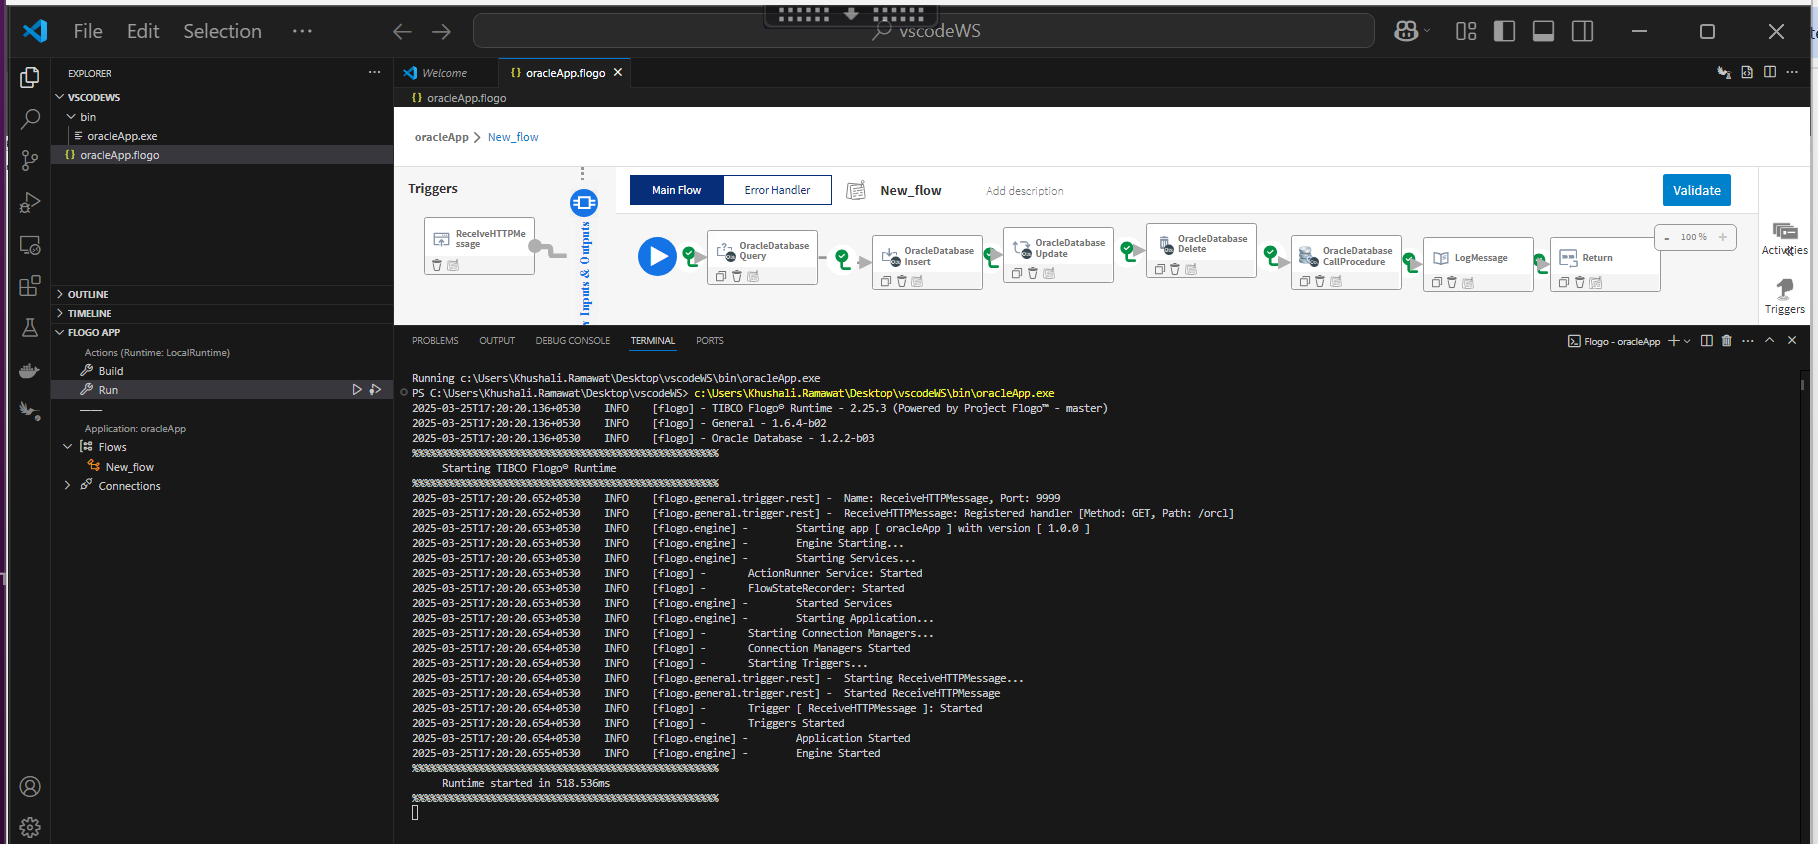 File Edit Selection ···
vscodeWS
EXPLORER
VSCODEWS
bin
oracleApp.exe
{} oracleApp.flogo
OUTLINE
TIMELINE
FLOGO APP
Actions (Runtime: LocalRuntime)
Build
Run
Application: oracleApp
Flows
New_flow
Connections
Welcome
{} oracleApp.flogo
{} oracleApp.flogo
oracleApp > New_flow
Triggers
ReceiveHTTPMe
ssage
Inputs & Outputs
Main Flow
Error Handler
New_flow
Add description
Validate
OracleDatabase
Query
OracleDatabase
Insert
OracleDatabase
Update
OracleDatabase
Delete
OracleDatabase
CallProcedure
LogMessage
Return
- 100 % +
Activities
Triggers
PROBLEMS OUTPUT DEBUG CONSOLE TERMINAL PORTS
Flogo - oracleApp
Running c:\Users\Khushali.Ramawat\Desktop\vscodeWS\bin\oracleApp.exe
PS C:\Users\Khushali.Ramawat\Desktop\vscodeWS> c:\Users\Khushali.Ramawat\Desktop\vscodeWS\bin\oracleApp.exe
2025-03-25T17:20:20.136+0530 INFO [flogo] - TIBCO Flogo® Runtime - 2.25.3 (Powered by Project Flogo™ - master)
2025-03-25T17:20:20.136+0530 INFO [flogo] - General - 1.6.4-b02
2025-03-25T17:20:20.136+0530 INFO [flogo] - Oracle Database - 1.2.2-b03
%%%%%%%%%%%%%%%%%%%%%%%%%%%%%%%%%%%%%%%%%%%%%%%%%%%
Starting TIBCO Flogo® Runtime
%%%%%%%%%%%%%%%%%%%%%%%%%%%%%%%%%%%%%%%%%%%%%%%%%%%
2025-03-25T17:20:20.652+0530 INFO [flogo.general.trigger.rest] - Name: ReceiveHTTPMessage, Port: 9999
2025-03-25T17:20:20.652+0530 INFO [flogo.general.trigger.rest] - ReceiveHTTPMessage: Registered handler [Method: GET, Path: /orcl]
2025-03-25T17:20:20.653+0530 INFO [flogo.engine] - Starting app [ oracleApp ] with version [ 1.0.0 ]
2025-03-25T17:20:20.653+0530 INFO [flogo.engine] - Engine Starting...
2025-03-25T17:20:20.653+0530 INFO [flogo.engine] - Starting Services...
2025-03-25T17:20:20.653+0530 INFO [flogo] - ActionRunner Service: Started
2025-03-25T17:20:20.653+0530 INFO [flogo] - FlowStateRecorder: Started
2025-03-25T17:20:20.653+0530 INFO [flogo.engine] - Started Services
2025-03-25T17:20:20.653+0530 INFO [flogo.engine] - Starting Application...
2025-03-25T17:20:20.654+0530 INFO [flogo] - Starting Connection Managers...
2025-03-25T17:20:20.654+0530 INFO [flogo] - Connection Managers Started
2025-03-25T17:20:20.654+0530 INFO [flogo] - Starting Triggers...
2025-03-25T17:20:20.654+0530 INFO [flogo.general.trigger.rest] - Starting ReceiveHTTPMessage...
2025-03-25T17:20:20.654+0530 INFO [flogo.general.trigger.rest] - Started ReceiveHTTPMessage
2025-03-25T17:20:20.654+0530 INFO [flogo] - Trigger [ ReceiveHTTPMessage ]: Started
2025-03-25T17:20:20.654+0530 INFO [flogo] - Triggers Started
2025-03-25T17:20:20.654+0530 INFO [flogo.engine] - Application Started
2025-03-25T17:20:20.655+0530 INFO [flogo.engine] - Engine Started
%%%%%%%%%%%%%%%%%%%%%%%%%%%%%%%%%%%%%%%%%%%%%%%%%%%
Runtime started in 518.536ms
%%%%%%%%%%%%%%%%%%%%%%%%%%%%%%%%%%%%%%%%%%%%%%%%%%%